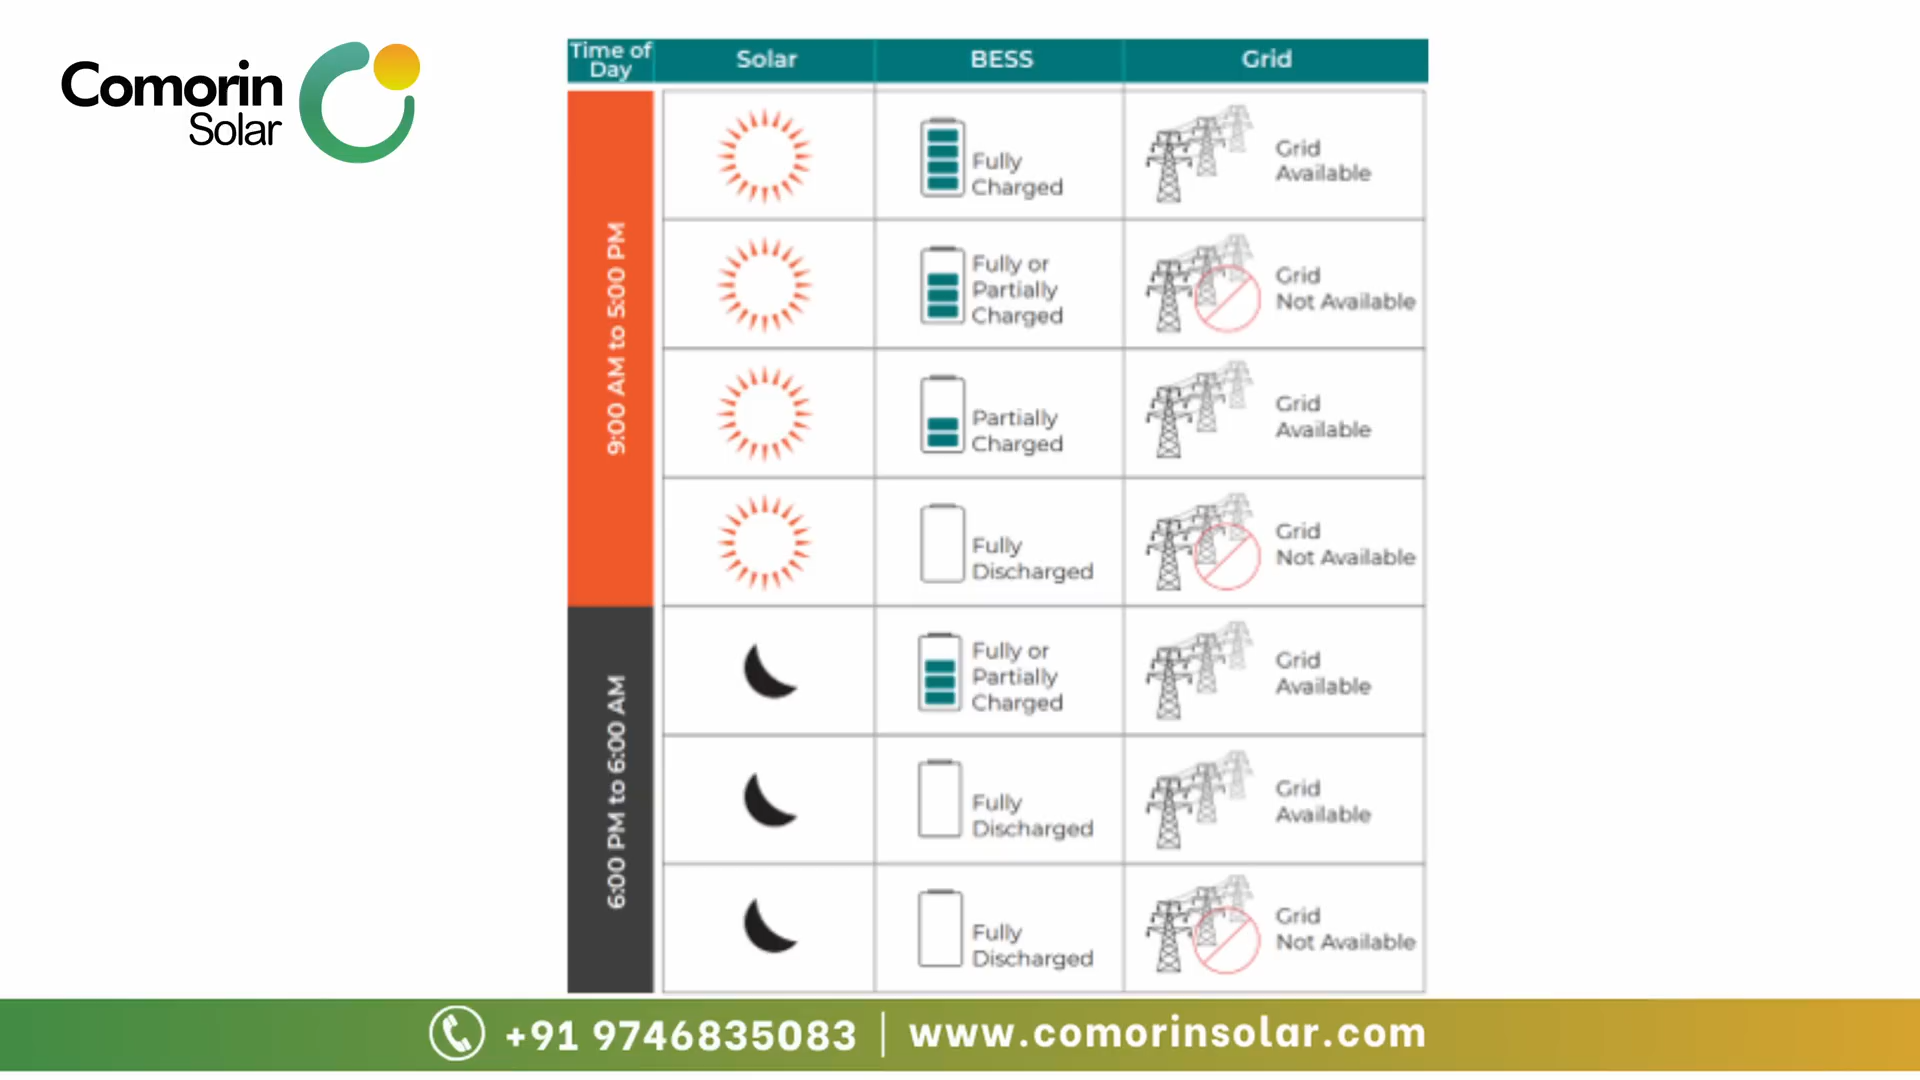 Comorin
Solar
Time of
Day
Solar
BESS
Grid
9:00 AM to 5:00 PM
Fully
Charged
Grid
Available
Fully or
Partially
Charged
Grid
Not Available
Partially
Charged
Grid
Available
Fully
Discharged
Grid
Not Available
6:00 PM to 6:00 AM
Fully or
Partially
Charged
Grid
Available
Fully
Discharged
Grid
Available
Fully
Discharged
Grid
Not Available
+91 9746835083
www.comorinsolar.com